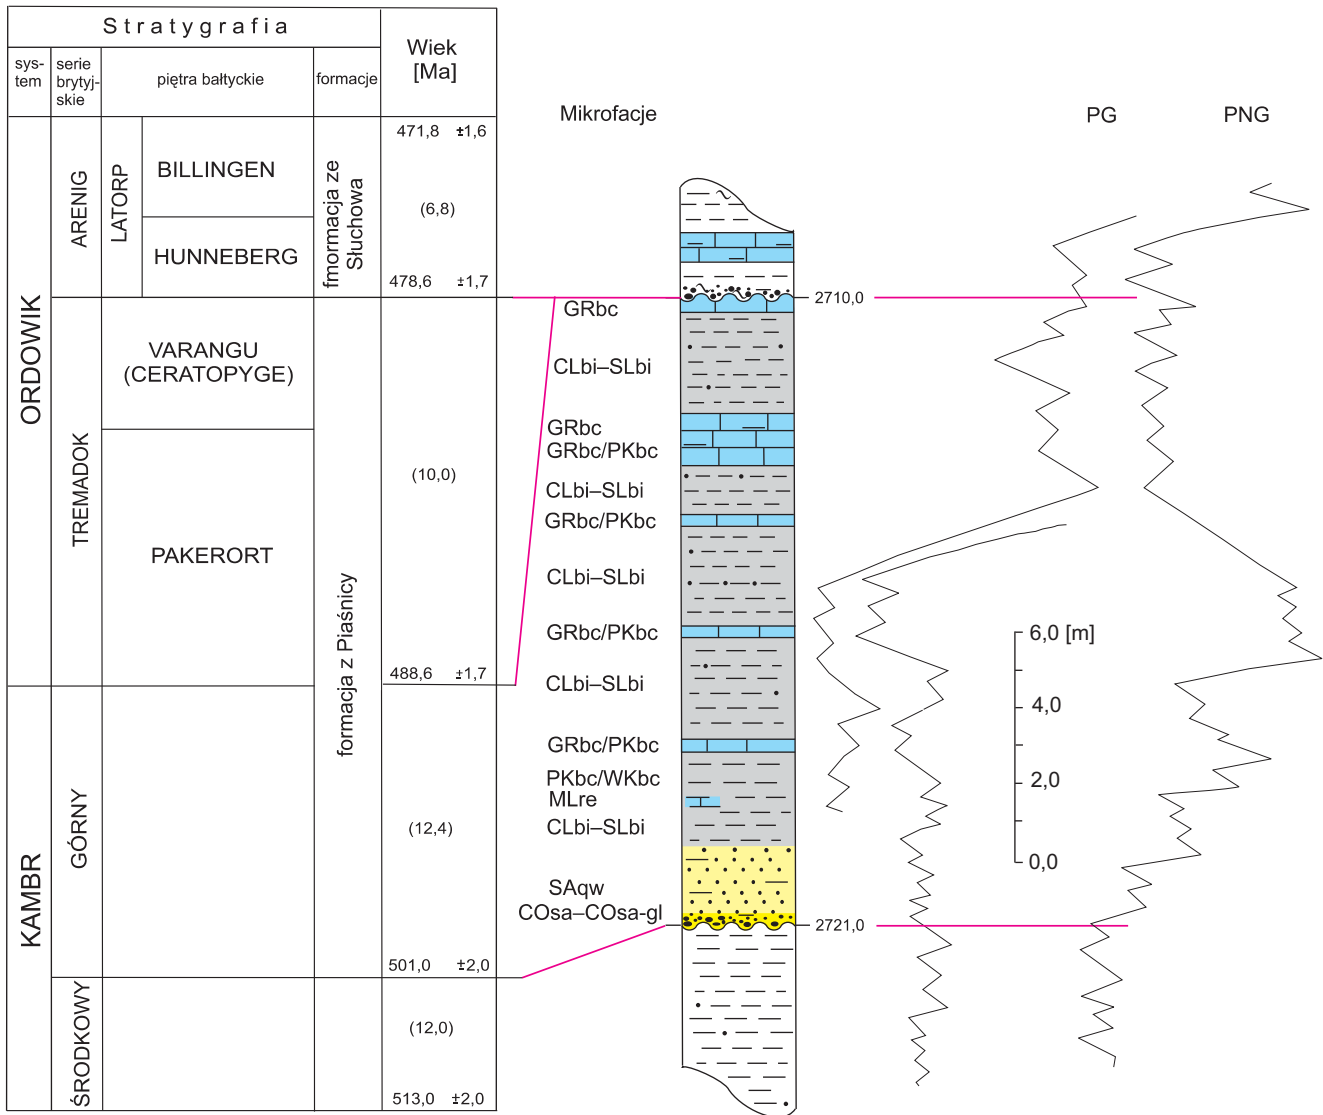 Stratygrafia
sys-
tem
serie
brytyj-
skie
piętra bałtyckie
formacje
Wiek
[Ma]
Mikrofacje
PG
PNG
ORDOWIK
ARENIG
LATORP
BILLINGEN
HUNNEBERG
fmormacja ze
Słuchowa
471,8 ±1,6
(6,8)
478,6 ±1,7
TREMADOK
VARANGU
(CERATOPYGE)
PAKERORT
formacja z Piaśnicy
(10,0)
488,6 ±1,7
KAMBR
GÓRNY
(12,4)
501,0 ±2,0
ŚRODKOWY
(12,0)
513,0 ±2,0
2710,0
GRbc
CLbi–SLbi
GRbc
GRbc/PKbc
CLbi–SLbi
GRbc/PKbc
CLbi–SLbi
GRbc/PKbc
CLbi–SLbi
GRbc/PKbc
PKbc/WKbc
MLre
CLbi–SLbi
SAqw
COsa–COsa-gl
2721,0
6,0 [m]
4,0
2,0
0,0